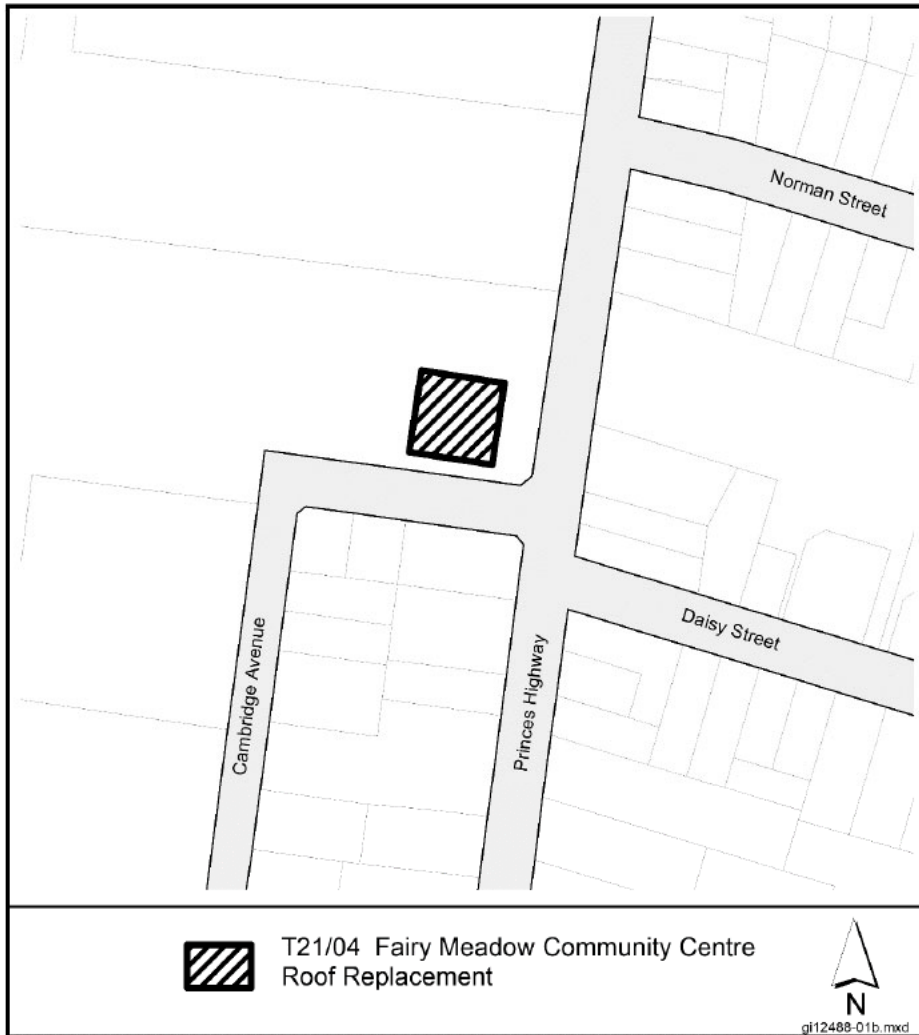 Norman Street
Daisy Street
Cambridge Avenue
Princes Highway
T21/04 Fairy Meadow Community Centre
Roof Replacement
N
gi12488-01b.mxd